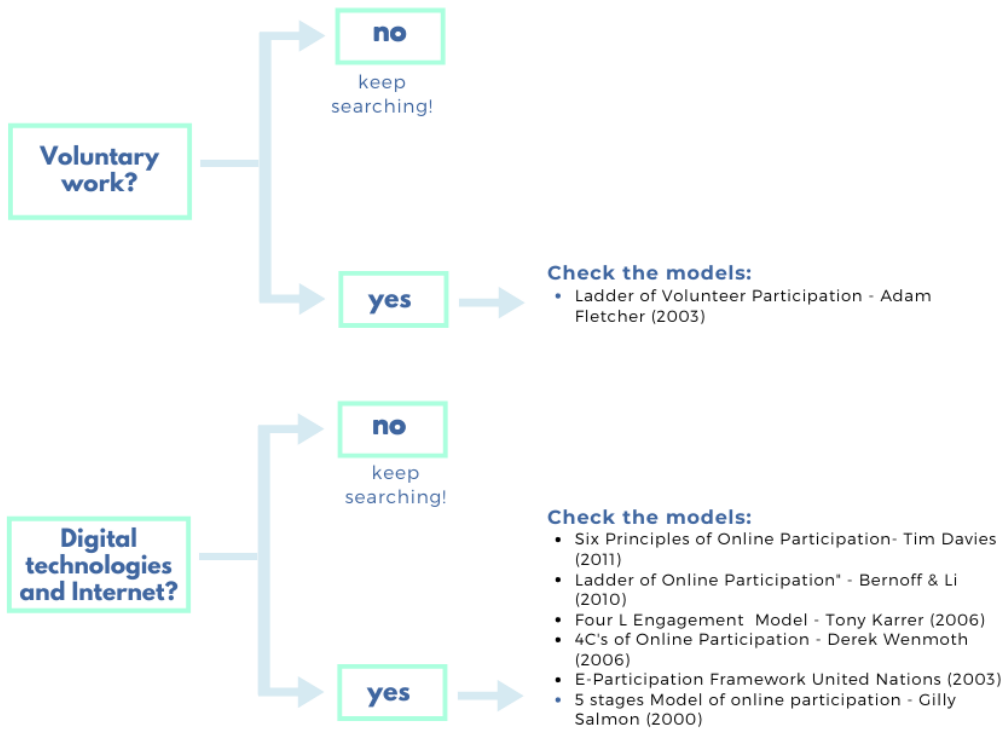 no
keep
searching!
Voluntary
work?
yes
Check the models:
• Ladder of Volunteer Participation - Adam
Fletcher (2003)
no
keep
searching!
Digital
technologies
and Internet?
yes
Check the models:
• Six Principles of Online Participation- Tim Davies
(2011)
• Ladder of Online Participation" - Bernoff & Li
(2010)
• Four L Engagement  Model - Tony Karrer (2006)
• 4C's of Online Participation - Derek Wenmoth
(2006)
• E-Participation Framework United Nations (2003)
• 5 stages Model of online participation - Gilly
Salmon (2000)